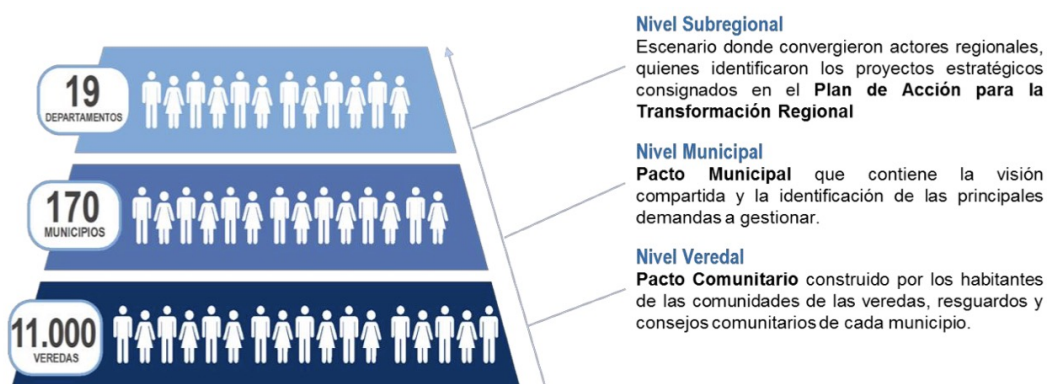 19
DEPARTAMENTOS
Nivel Subregional
Escenario donde convergieron actores regionales,
quienes identificaron los proyectos estratégicos
consignados en el Plan de Acción para la
Transformación Regional
170
MUNICIPIOS
Nivel Municipal
Pacto Municipal que contiene la visión
compartida y la identificación de las principales
demandas a gestionar.
11.000
VEREDAS
Nivel Veredal
Pacto Comunitario construido por los habitantes
de las comunidades de las veredas, resguardos y
consejos comunitarios de cada municipio.